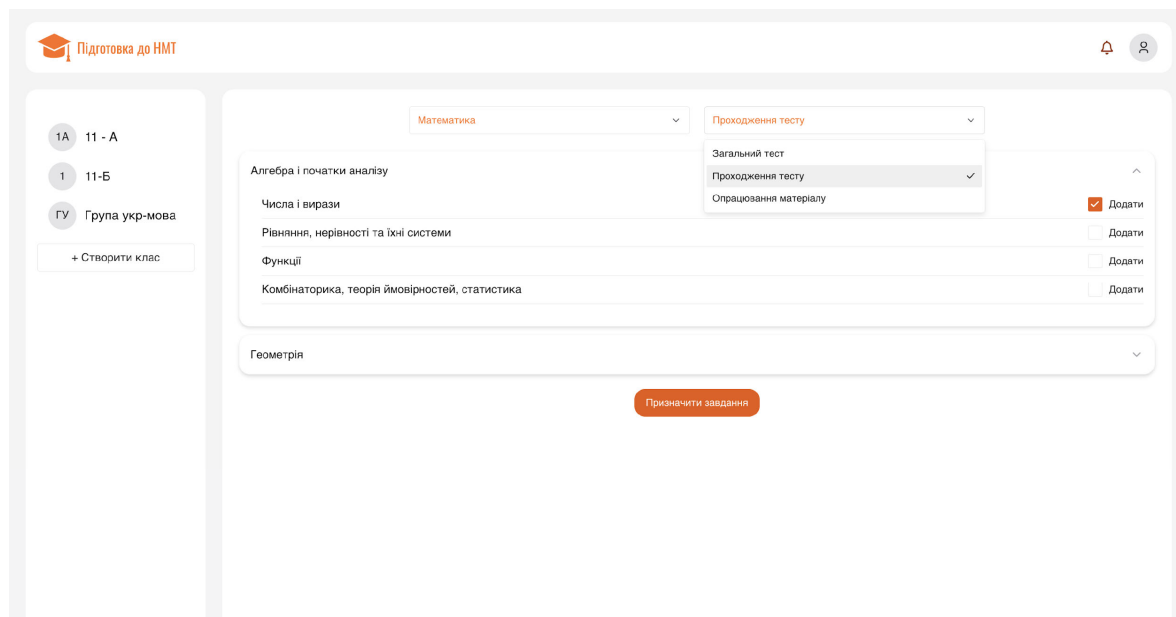 Підготовка до НМТ
1А 11 - А
1 11-Б
ГУ Група укр-мова
+ Створити клас
Математика
Проходження тесту
Загальний тест
Проходження тесту
Опрацювання матеріалу
Алгебра і початки аналізу
Числа і вирази Додати
Рівняння, нерівності та їхні системи Додати
Функції Додати
Комбінаторика, теорія ймовірностей, статистика Додати
Геометрія
Призначити завдання